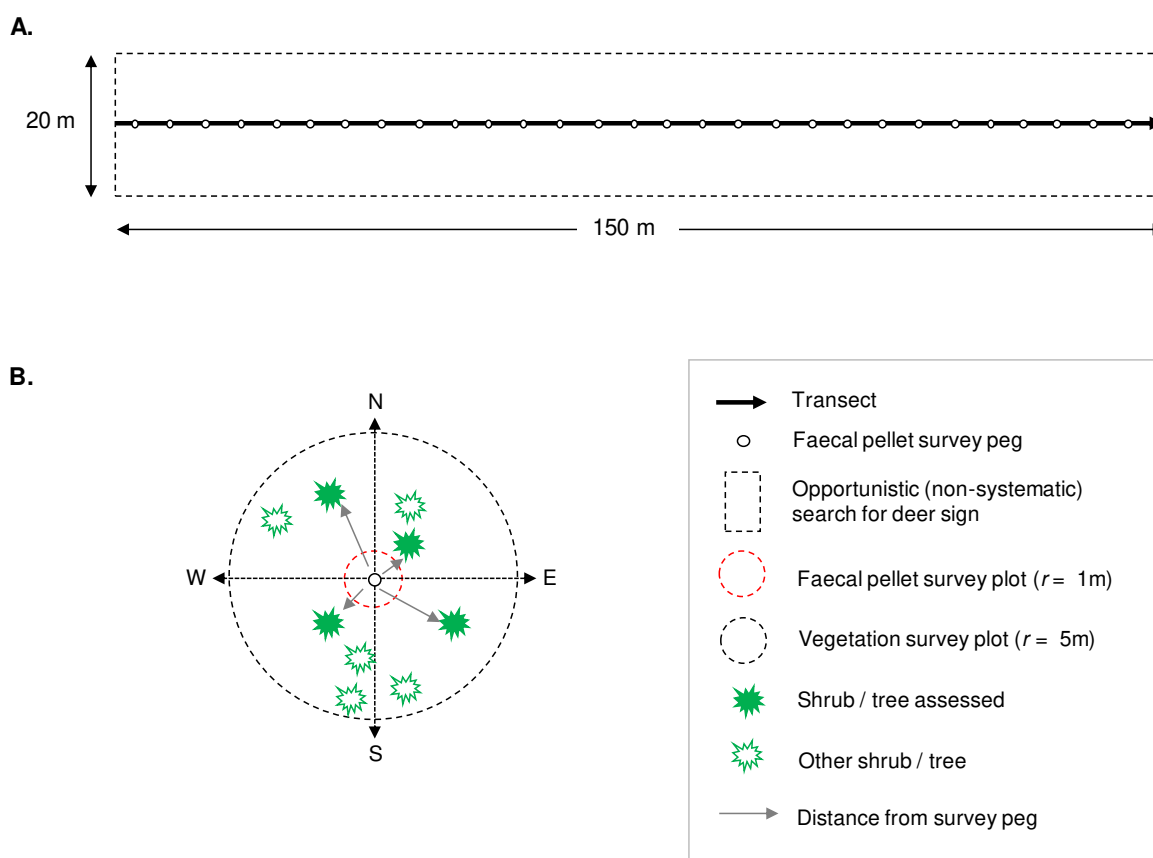 A.
20 m
150 m
B.
N
W
E
S
Transect
Faecal pellet survey peg
Opportunistic (non-systematic)
search for deer sign
Faecal pellet survey plot (r = 1m)
Vegetation survey plot (r = 5m)
Shrub / tree assessed
Other shrub / tree
Distance from survey peg